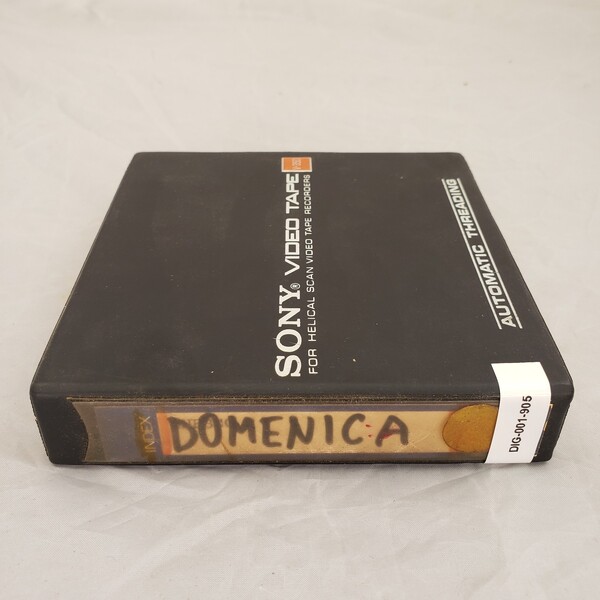 SONY® VIDEO TAPE
FOR HELICAL SCAN VIDEO TAPE RECORDERS
AUTOMATIC THREADING
INDEX
DOMENICA
DIG-001-905